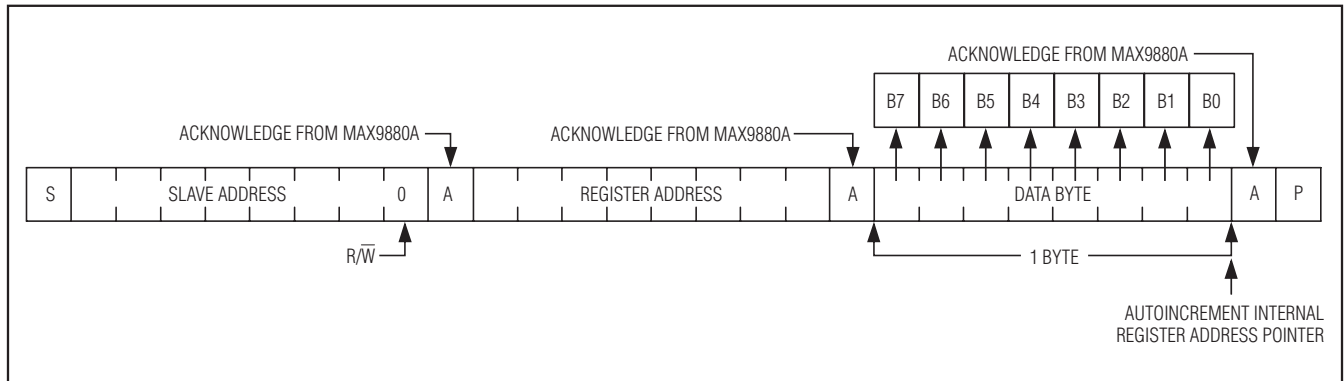 ACKNOWLEDGE FROM MAX9880A
B7 B6 B5 B4 B3 B2 B1 B0
ACKNOWLEDGE FROM MAX9880A
ACKNOWLEDGE FROM MAX9880A
S SLAVE ADDRESS 0 A REGISTER ADDRESS A DATA BYTE A P
R/W̅
1 BYTE
AUTOINCREMENT INTERNAL
REGISTER ADDRESS POINTER